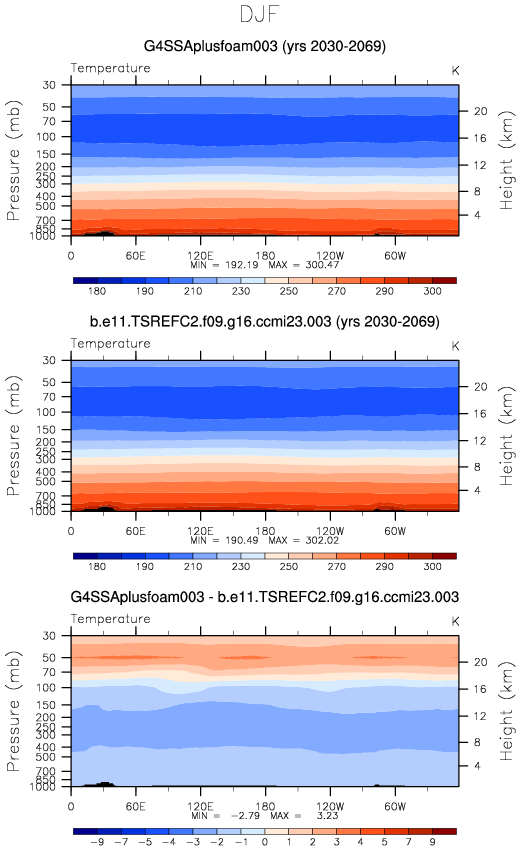 DJF
G4SSAplusfoam003 (yrs 2030-2069)
Temperature K
30
50
70
100
150
200
250
300
400
500
700
850
1000
Pressure (mb)
20
16
12
8
4
Height (km)
0 60E 120E 180 120W 60W
MIN = 192.19 MAX = 300.47
180 190 210 230 250 270 290 300
b.e11.TSREFC2.f09.g16.ccmi23.003 (yrs 2030-2069)
Temperature K
30
50
70
100
150
200
250
300
400
500
700
850
1000
Pressure (mb)
20
16
12
8
4
Height (km)
0 60E 120E 180 120W 60W
MIN = 190.49 MAX = 302.02
180 190 210 230 250 270 290 300
G4SSAplusfoam003 - b.e11.TSREFC2.f09.g16.ccmi23.003
Temperature K
30
50
70
100
150
200
250
300
400
500
700
850
1000
Pressure (mb)
20
16
12
8
4
Height (km)
0 60E 120E 180 120W 60W
MIN = -2.79 MAX = 3.23
-9 -7 -5 -4 -3 -2 -1 0 1 2 3 4 5 7 9